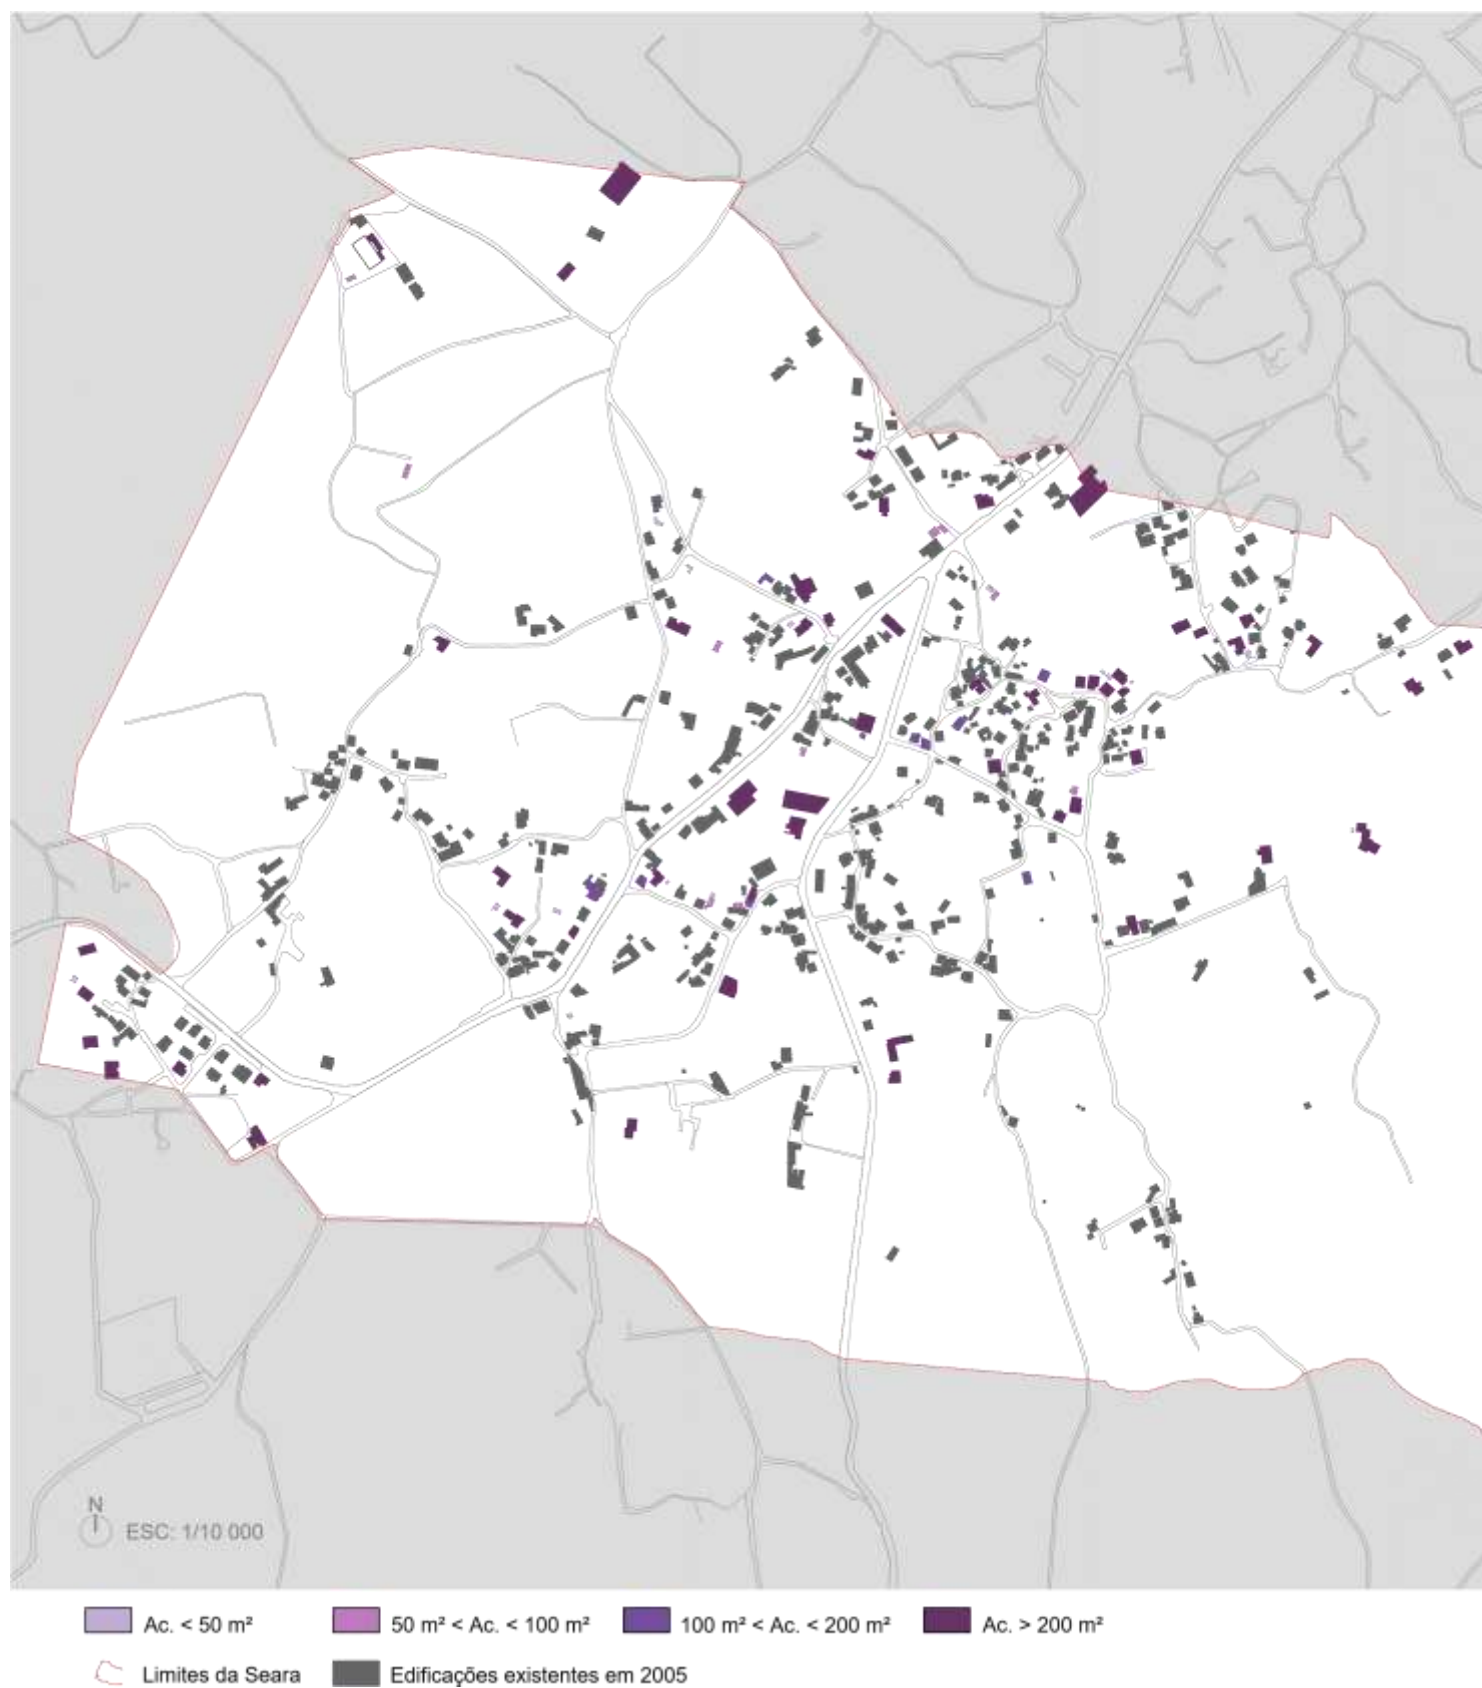 N
ESC: 1/10 000
Ac. < 50 m²
50 m² < Ac. < 100 m²
100 m² < Ac. < 200 m²
Ac. > 200 m²
Limites da Seara
Edificações existentes em 2005